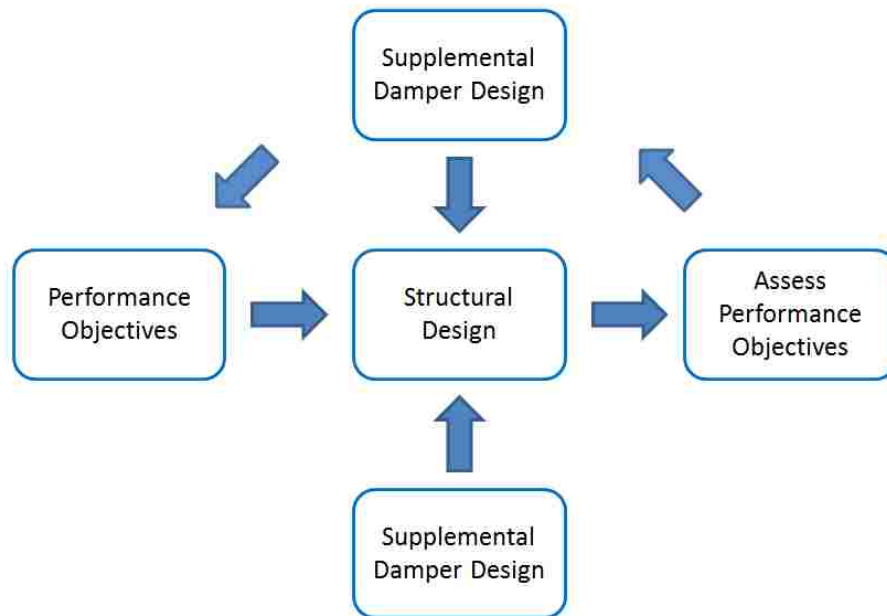 Supplemental
Damper Design
Performance
Objectives
Structural
Design
Assess
Performance
Objectives
Supplemental
Damper Design